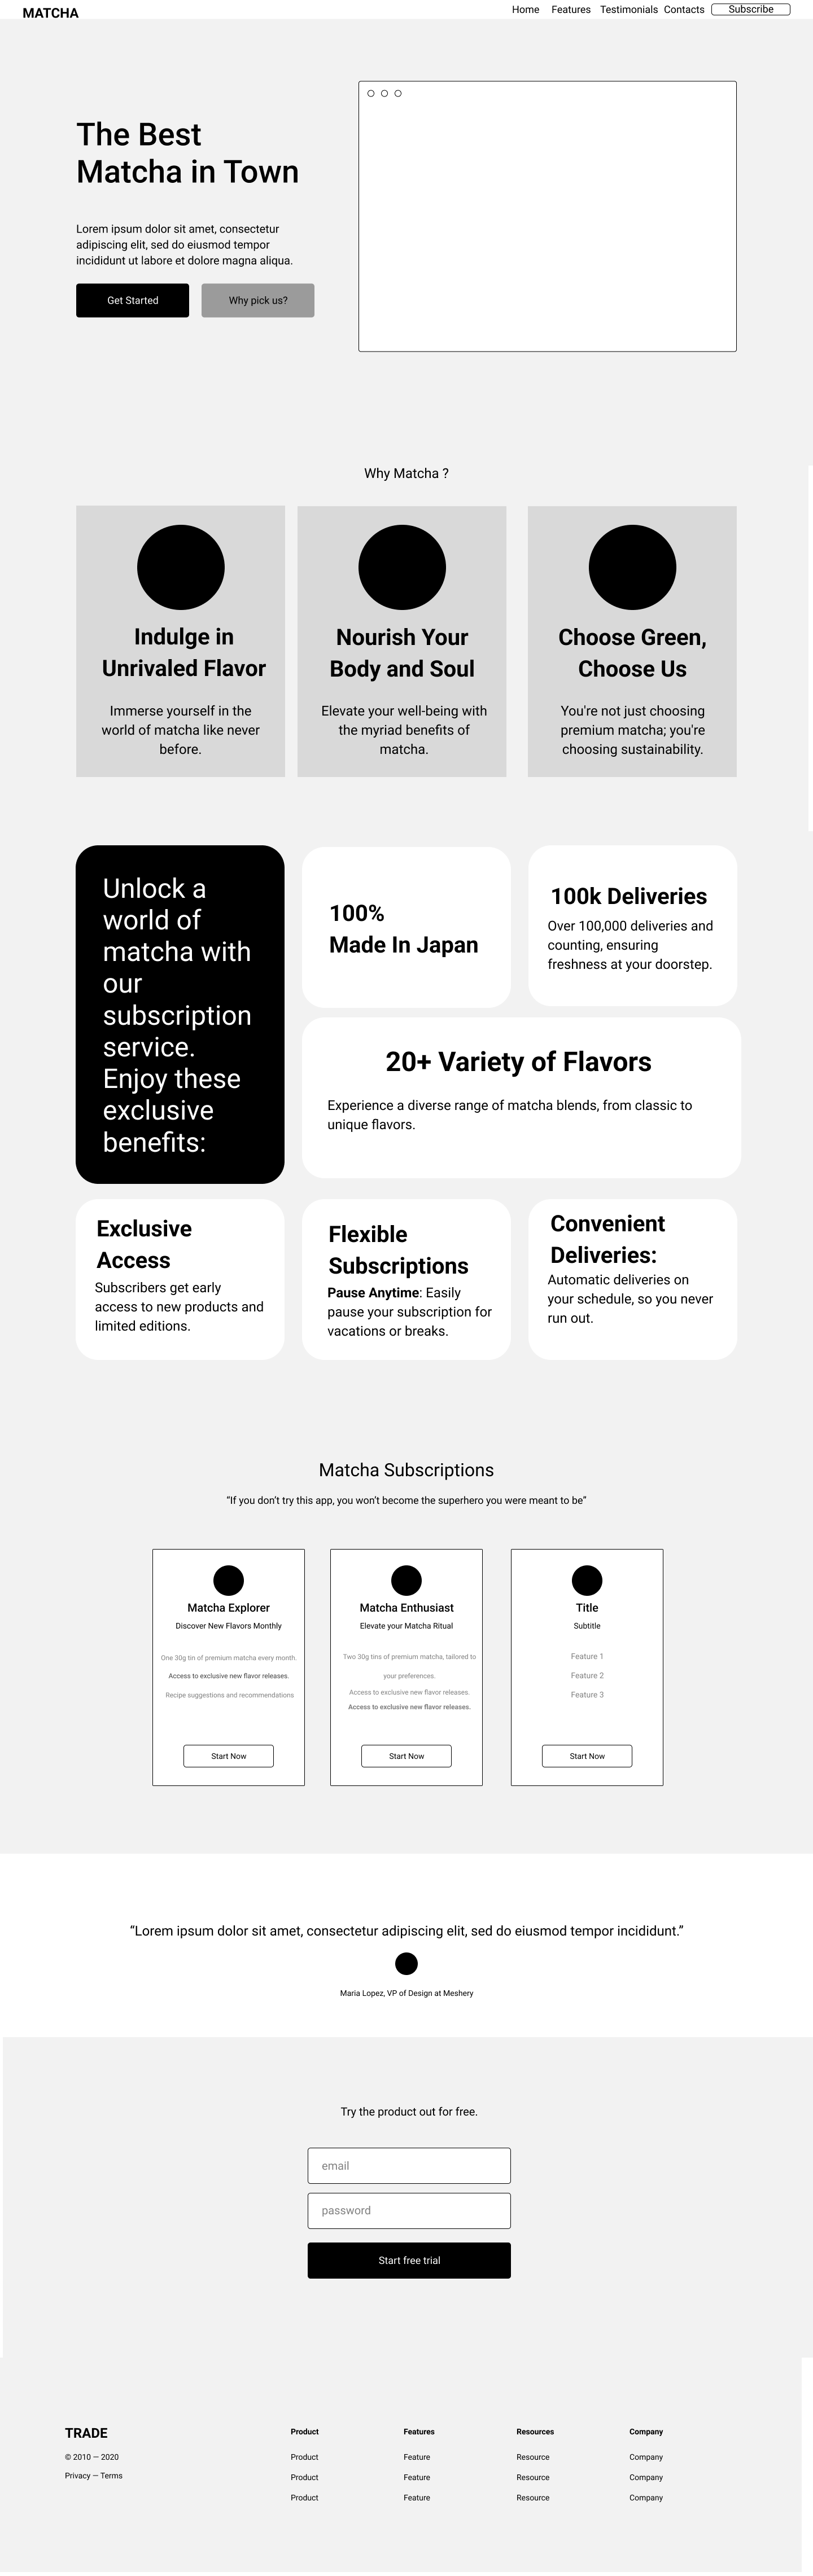 MATCHA
Home Features Testimonials Contacts Subscribe
The Best
Matcha in Town
Lorem ipsum dolor sit amet, consectetur
adipiscing elit, sed do eiusmod tempor
incididunt ut labore et dolore magna aliqua.
Get Started
Why pick us?
Why Matcha ?
Indulge in
Unrivaled Flavor
Immerse yourself in the
world of matcha like never
before.
Nourish Your
Body and Soul
Elevate your well-being with
the myriad benefits of
matcha.
Choose Green,
Choose Us
You're not just choosing
premium matcha; you're
choosing sustainability.
Unlock a
world of
matcha with
our
subscription
service.
Enjoy these
exclusive
benefits:
100%
Made In Japan
100k Deliveries
Over 100,000 deliveries and
counting, ensuring
freshness at your doorstep.
20+ Variety of Flavors
Experience a diverse range of matcha blends, from classic to
unique flavors.
Exclusive
Access
Subscribers get early
access to new products and
limited editions.
Flexible
Subscriptions
Pause Anytime: Easily
pause your subscription for
vacations or breaks.
Convenient
Deliveries:
Automatic deliveries on
your schedule, so you never
run out.
Matcha Subscriptions
“If you don’t try this app, you won’t become the superhero you were meant to be”
Matcha Explorer
Discover New Flavors Monthly
One 30g tin of premium matcha every month.
Access to exclusive new flavor releases.
Recipe suggestions and recommendations
Start Now
Matcha Enthusiast
Elevate your Matcha Ritual
Two 30g tins of premium matcha, tailored to
your preferences.
Access to exclusive new flavor releases.
Access to exclusive new flavor releases.
Start Now
Title
Subtitle
Feature 1
Feature 2
Feature 3
Start Now
“Lorem ipsum dolor sit amet, consectetur adipiscing elit, sed do eiusmod tempor incididunt.”
Maria Lopez, VP of Design at Meshery
Try the product out for free.
email
password
Start free trial
TRADE
© 2010 — 2020
Privacy — Terms
Product
Product
Product
Product
Features
Feature
Feature
Feature
Resources
Resource
Resource
Resource
Company
Company
Company
Company